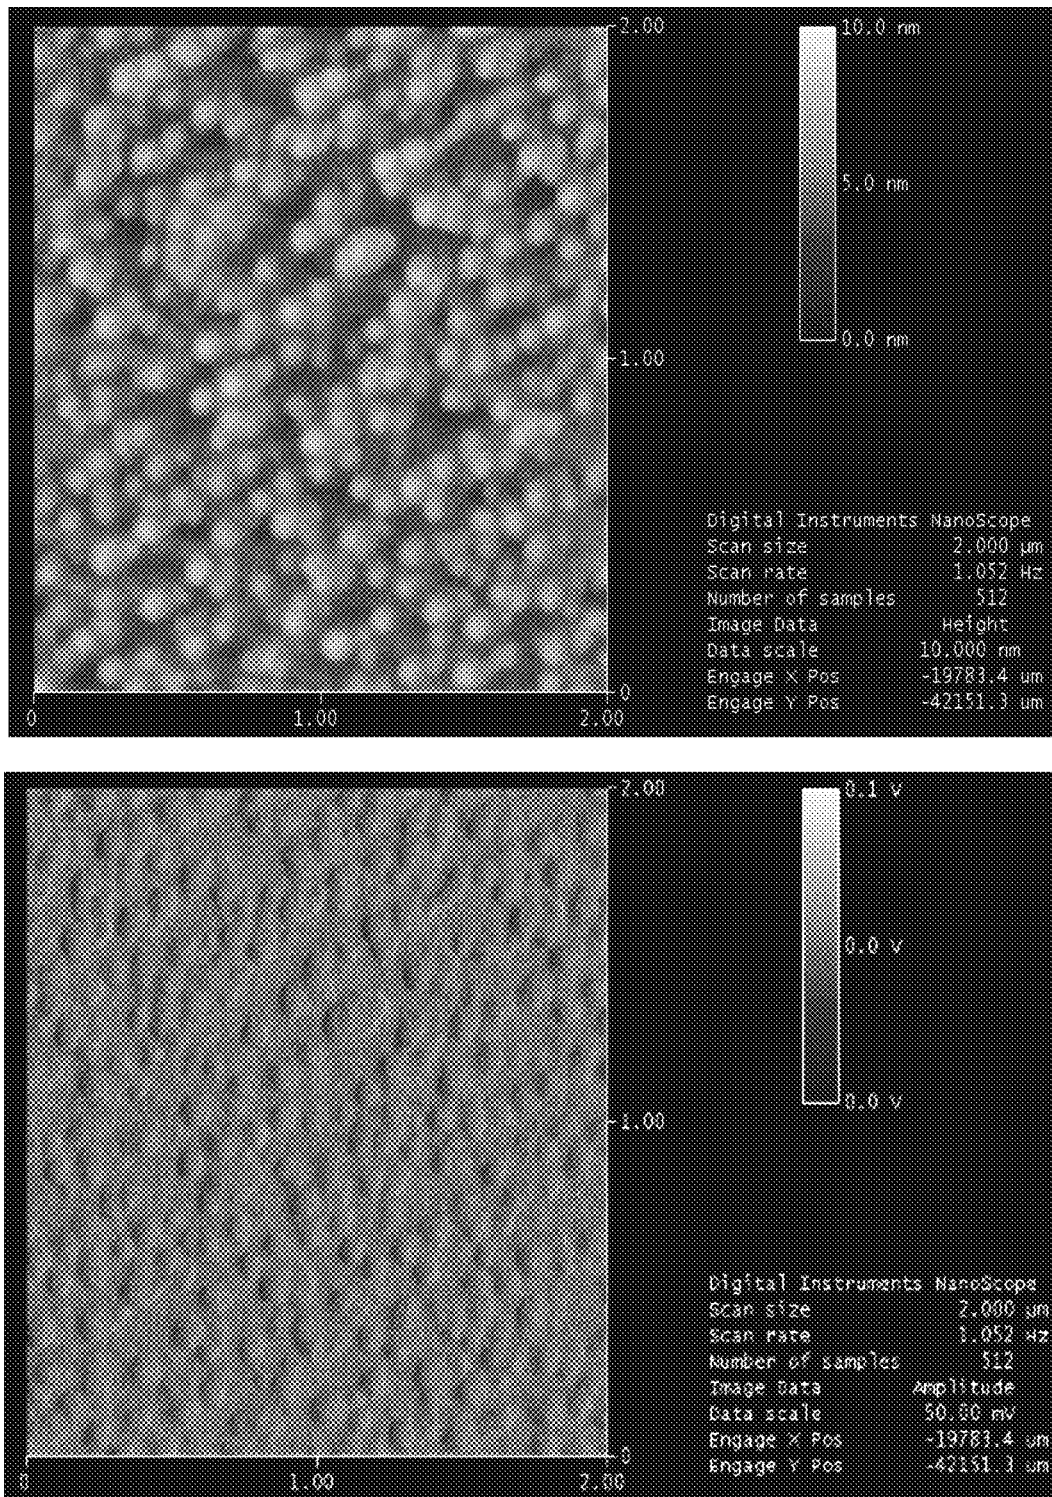 2.00
10.0 nm
5.0 nm
0.0 nm
1.00
Digital Instruments NanoScope
Scan size 2.000 µm
Scan rate 1.052 Hz
Number of samples 512
Image Data Height
Data scale 10.000 nm
Engage X Pos -19783.4 um
Engage Y Pos -42151.3 um
0
0 1.00 2.00
2.00
0.1 V
0.0 V
0.0 V
1.00
Digital Instruments NanoScope
Scan size 2.000 µm
Scan rate 1.052 Hz
Number of samples 512
Image Data Amplitude
Data scale 50.00 mV
Engage X Pos -19783.4 um
Engage Y Pos -42151.3 um
0
0 1.00 2.00